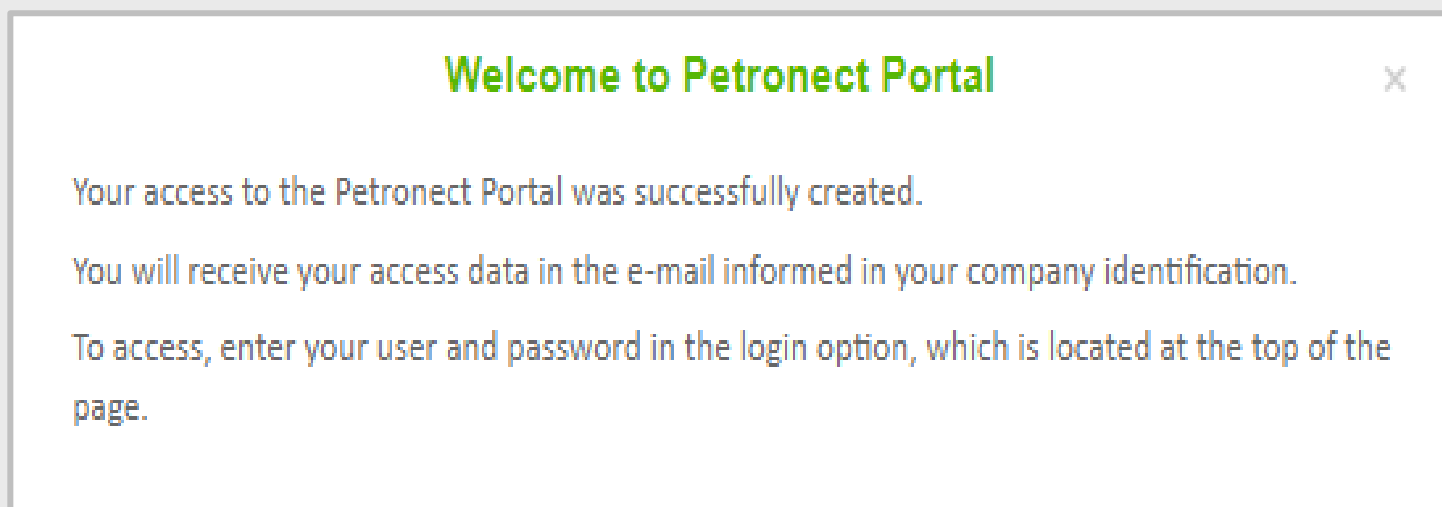 Welcome to Petronect Portal
×
Your access to the Petronect Portal was successfully created.
You will receive your access data in the e-mail informed in your company identification.
To access, enter your user and password in the login option, which is located at the top of the
page.